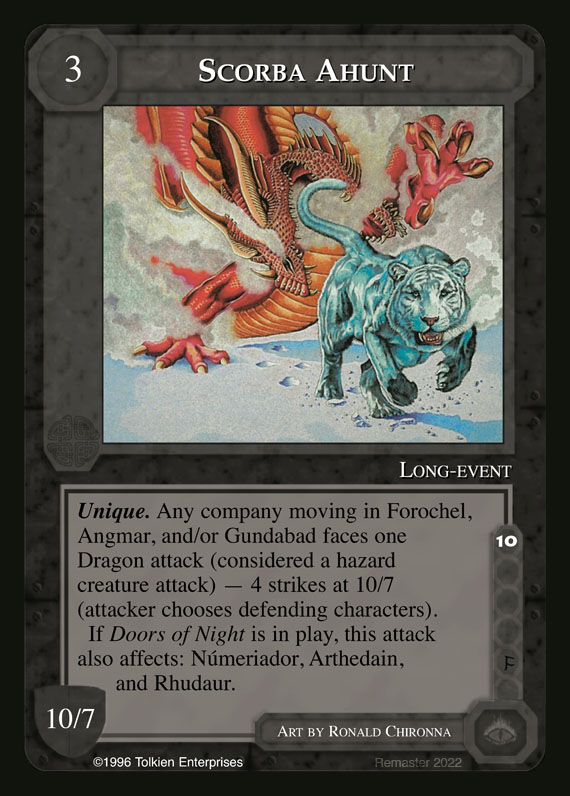 3
Scorba Ahunt
Long-event
Unique. Any company moving in Forochel,
Angmar, and/or Gundabad faces one
Dragon attack (considered a hazard
creature attack) — 4 strikes at 10/7
(attacker chooses defending characters).
If Doors of Night is in play, this attack
also affects: Númeriador, Arthedain,
and Rhudaur.
10
10/7
Art by Ronald Chironna
©1996 Tolkien Enterprises
Remaster 2022